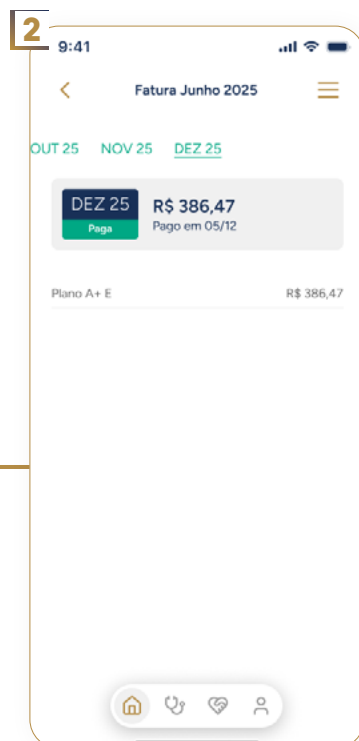 2
9:41
Fatura Junho 2025
OUT 25 NOV 25 DEZ 25
DEZ 25
Paga
R$ 386,47
Pago em 05/12
Plano A+ E R$ 386,47